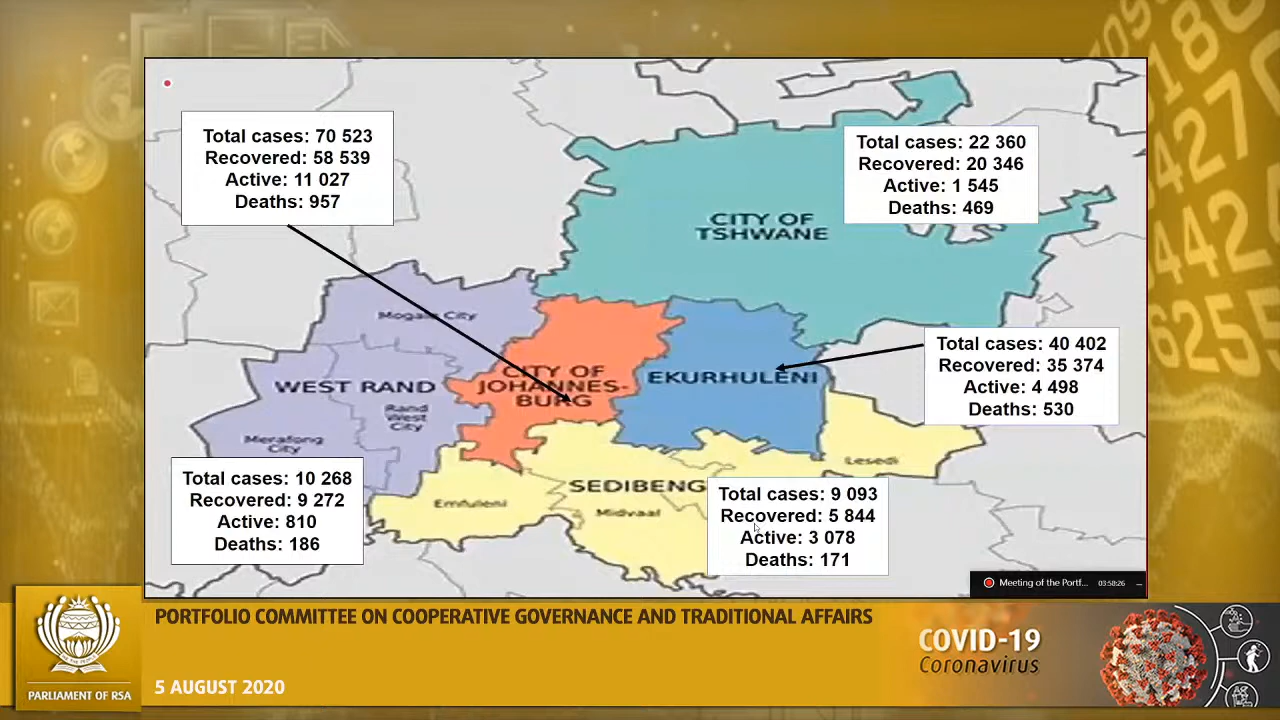 Total cases: 70 523
Recovered: 58 539
Active: 11 027
Deaths: 957
Total cases: 22 360
Recovered: 20 346
Active: 1 545
Deaths: 469
CITY OF
TSHWANE
Mogale City
CITY OF
JOHANNES-
BURG
EKURHULENI
Total cases: 40 402
Recovered: 35 374
Active: 4 498
Deaths: 530
WEST RAND
Rand
West
City
Merafong
City
Lesedi
Total cases: 10 268
Recovered: 9 272
Active: 810
Deaths: 186
SEDIBENG
Emfuleni
Midvaal
Total cases: 9 093
Recovered: 5 844
Active: 3 078
Deaths: 171
Meeting of the Portf... 03:58:26
PORTFOLIO COMMITTEE ON COOPERATIVE GOVERNANCE AND TRADITIONAL AFFAIRS
COVID-19
Coronavirus
PARLIAMENT OF RSA
5 AUGUST 2020